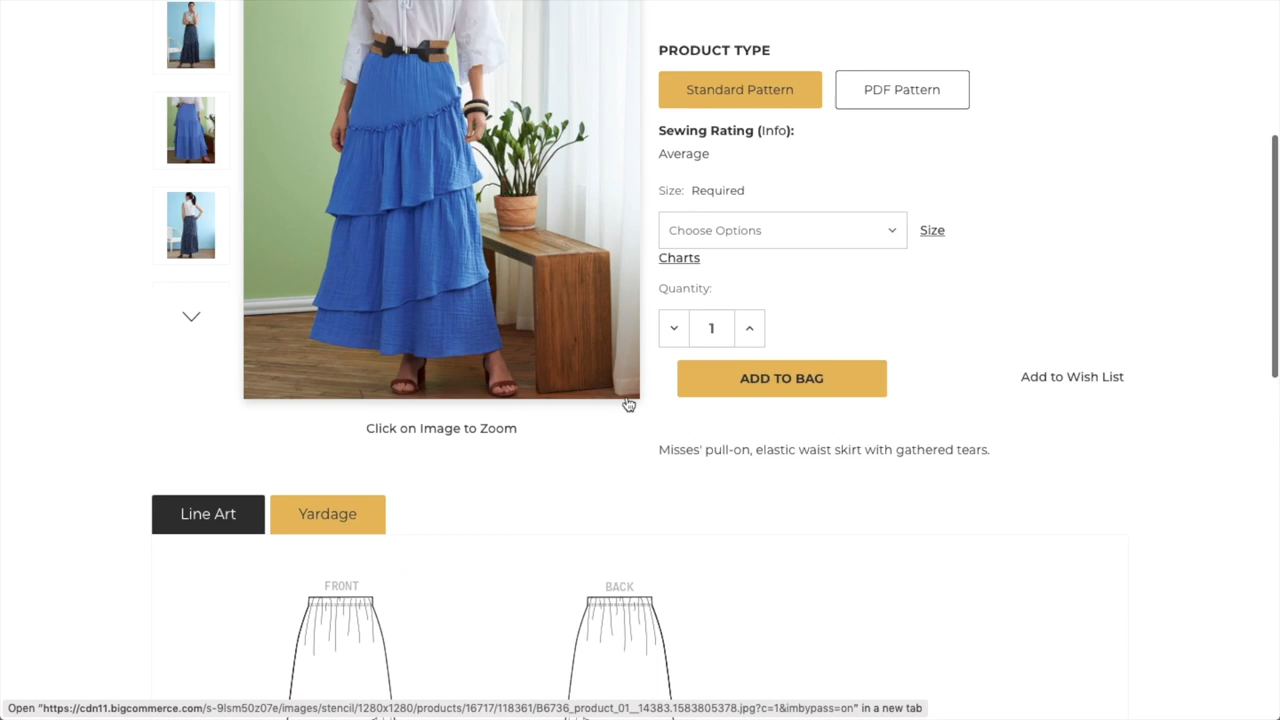 PRODUCT TYPE
Standard Pattern
PDF Pattern
Sewing Rating (Info):
Average
Size: Required
Choose Options
Size
Charts
Quantity:
1
ADD TO BAG
Add to Wish List
Click on Image to Zoom
Misses' pull-on, elastic waist skirt with gathered tears.
Line Art
Yardage
FRONT
BACK
Open "https://cdn11.bigcommerce.com/s-9lsm50z07e/images/stencil/1280x1280/products/16717/118361/B6736_product_01__14383.1583805378.jpg?c=1&imbypass=on" in a new tab